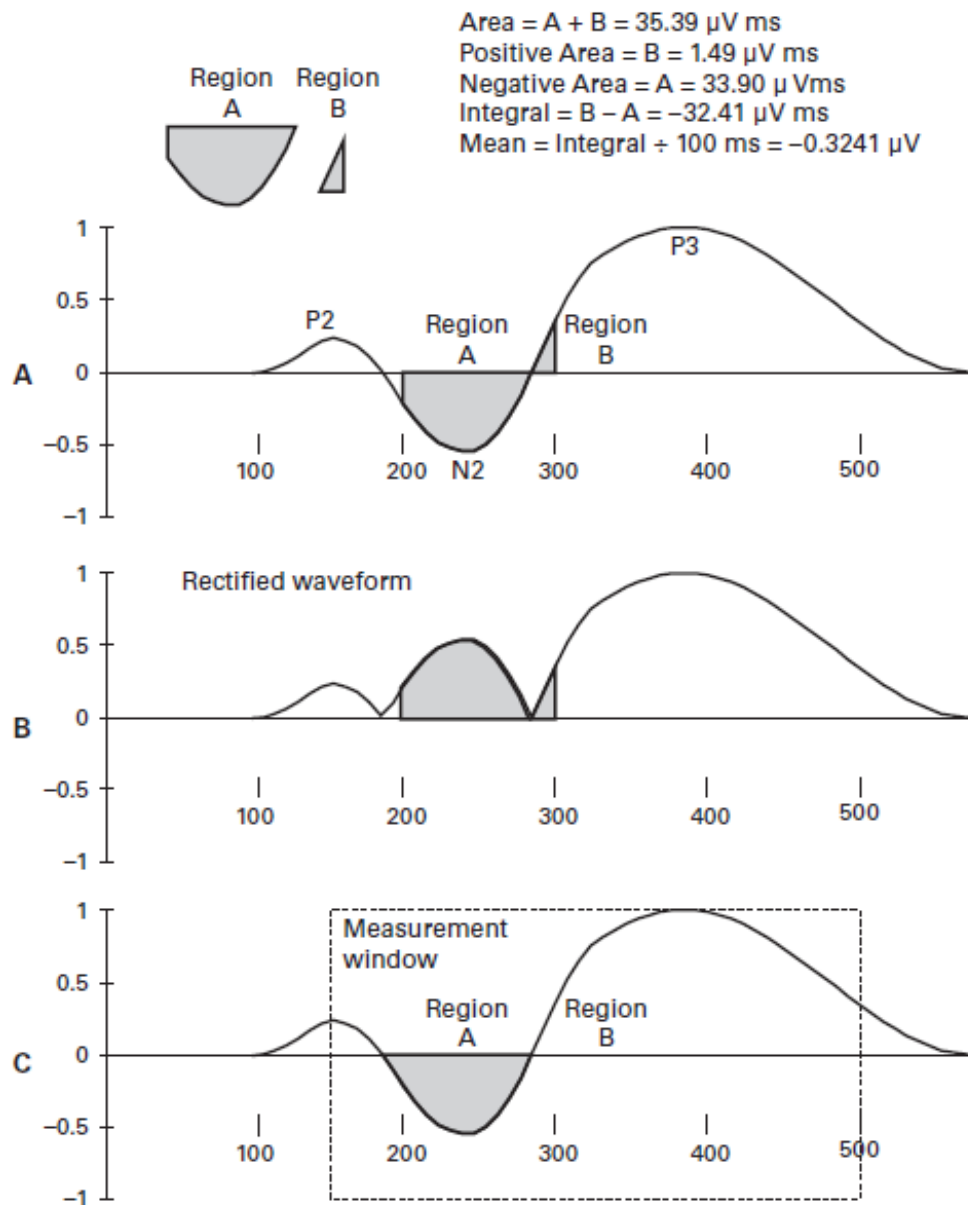 Area = A + B = 35.39 µV ms
Positive Area = B = 1.49 µV ms
Negative Area = A = 33.90 µ Vms
Integral = B – A = –32.41 µV ms
Mean = Integral ÷ 100 ms = –0.3241 µV
Region Region
A B
A
1
0.5
0
–0.5
–1
P2
Region
A
Region
B
P3
N2
100 200 300 400 500
B
Rectified waveform
1
0.5
0
–0.5
–1
100 200 300 400 500
C
1
0.5
0
–0.5
–1
Measurement
window
Region
A
Region
B
100 200 300 400 500